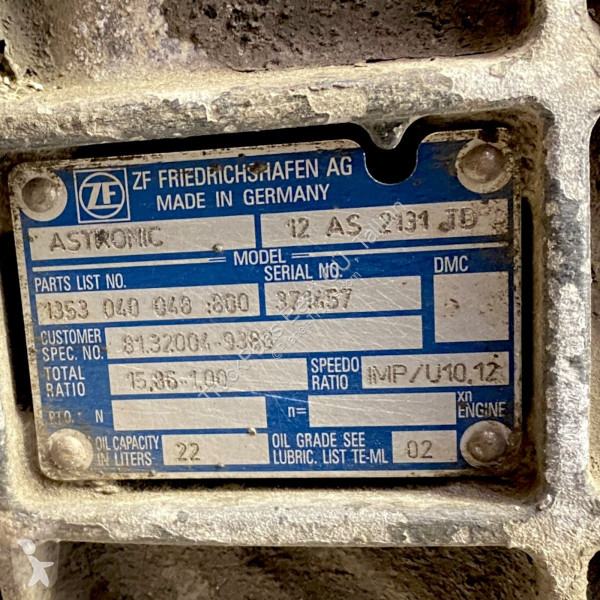 ZF
ZF FRIEDRICHSHAFEN AG
MADE IN GERMANY
ASTRONIC 12 AS 2131 TD
MODEL
PARTS LIST NO. SERIAL NO. DMC
1353 040 048 :800
CUSTOMER SPEC. NO. 81.32004-9388
TOTAL RATIO 15,86-1,00 SPEEDO RATIO IMP/U10,12
P.T.O.: N n= xn ENGINE
OIL CAPACITY IN LITERS 22 OIL GRADE SEE LUBRIC. LIST TE-ML 02